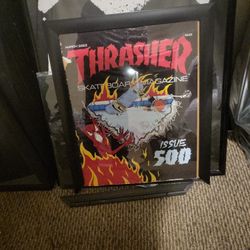 THRASHER
SKATEBOARD MAGAZINE
ISSUE
500